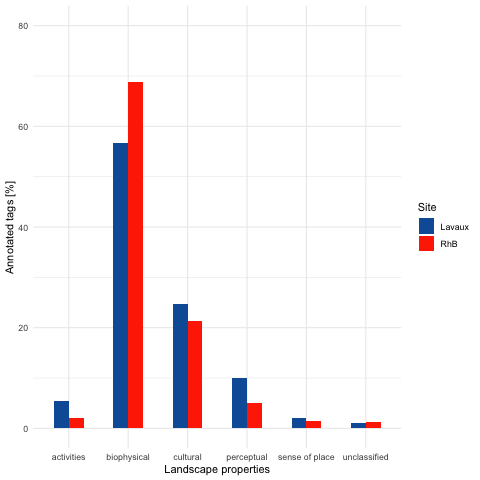 80
60
40
20
0
Annotated tags [%]
activities biophysical cultural perceptual sense of place unclassified
Landscape properties
Site
Lavaux
RhB